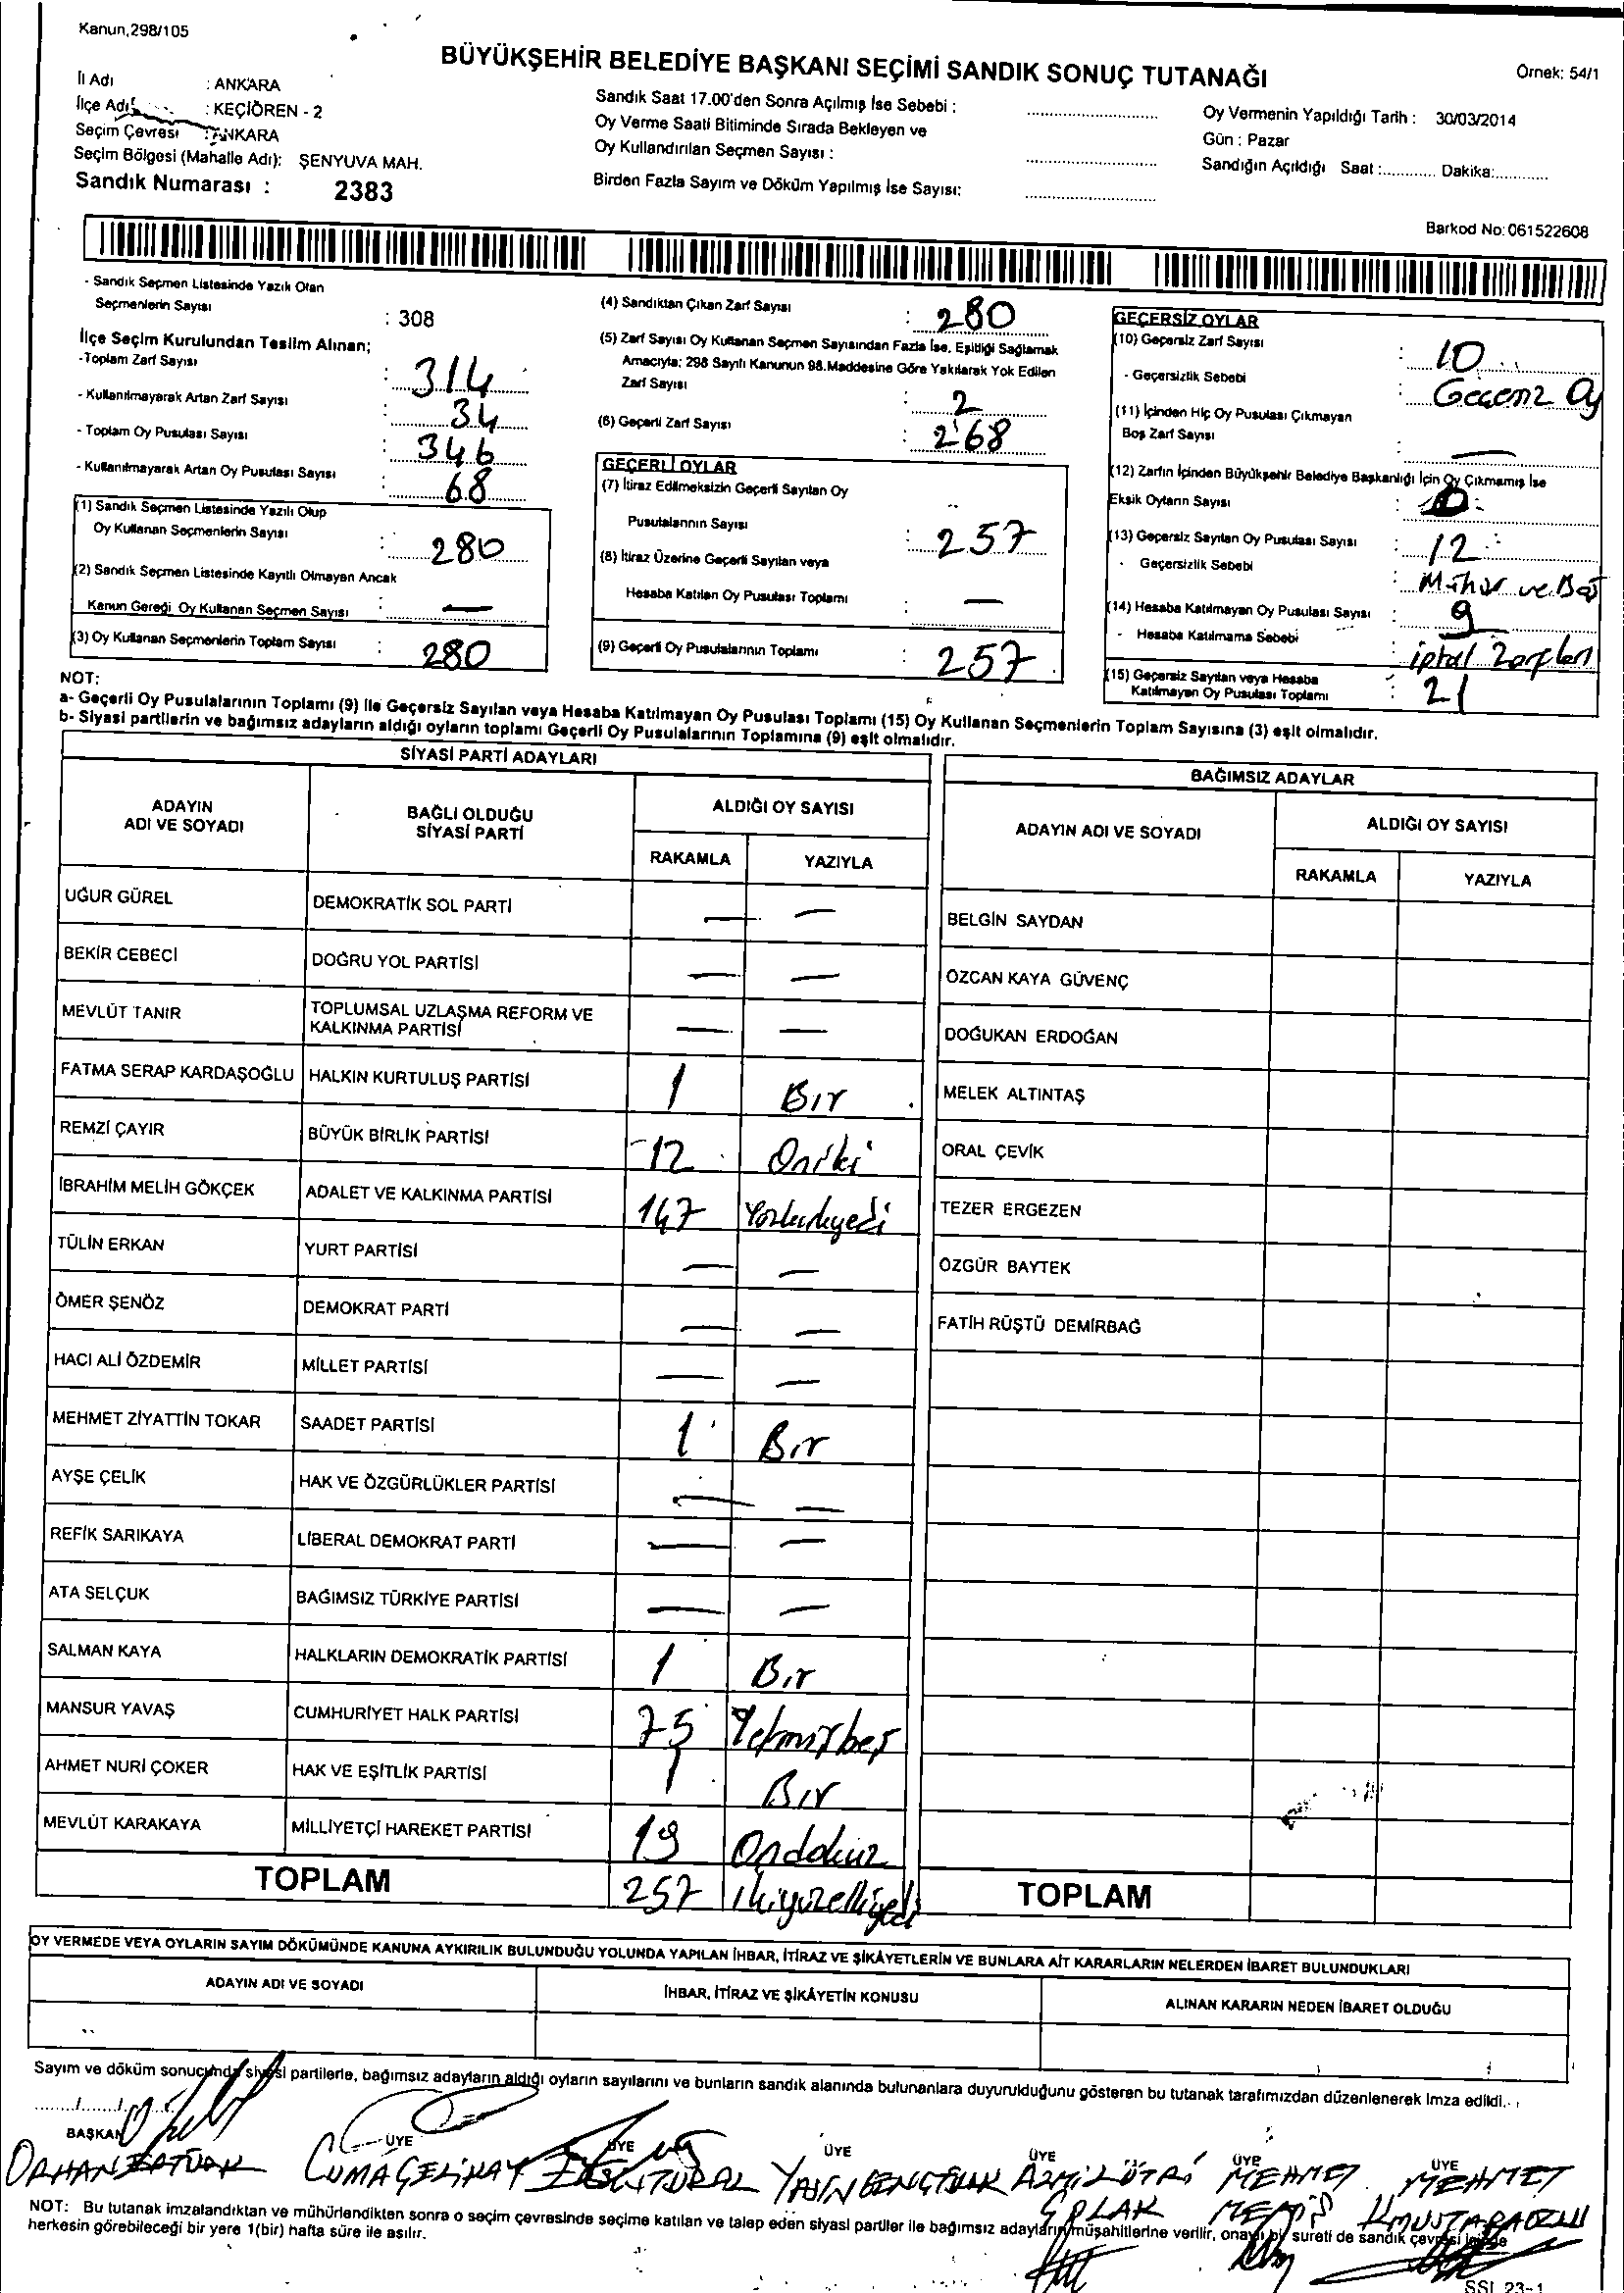 Kanun,298/105
BÜYÜKŞEHİR BELEDİYE BAŞKANI SEÇİMİ SANDIK SONUÇ TUTANAĞI
Örnek: 54/1
İl Adı : ANKARA
İlçe Adı : KEÇİÖREN - 2
Seçim Çevresi : ANKARA
Seçim Bölgesi (Mahalle Adı): ŞENYUVA MAH.
Sandık Numarası : 2383
Sandık Saat 17.00'den Sonra Açılmış İse Sebebi :
Oy Verme Saati Bitiminde Sırada Bekleyen ve
Oy Kullandırılan Seçmen Sayısı :
Birden Fazla Sayım ve Döküm Yapılmış İse Sayısı:
Oy Vermenin Yapıldığı Tarih : 30/03/2014
Gün : Pazar
Sandığın Açıldığı Saat :............ Dakika:...........
Barkod No:061522608
- Sandık Seçmen Listesinde Yazılı Olan
Seçmenlerin Sayısı : 308
İlçe Seçim Kurulundan Teslim Alınan;
-Toplam Zarf Sayısı : 314
- Kullanılmayarak Artan Zarf Sayısı : 34
- Toplam Oy Pusulası Sayısı : 346
- Kullanılmayarak Artan Oy Pusulası Sayısı : 68
(1) Sandık Seçmen Listesinde Yazılı Olup
Oy Kullanan Seçmenlerin Sayısı : 280
(2) Sandık Seçmen Listesinde Kayıtlı Olmayan Ancak
Kanun Gereği Oy Kullanan Seçmen Sayısı : —
(3) Oy Kullanan Seçmenlerin Toplam Sayısı : 280
(4) Sandıktan Çıkan Zarf Sayısı : 280
(5) Zarf Sayısı Oy Kullanan Seçmen Sayısından Fazla İse, Eşitliği Sağlamak
Amacıyla; 298 Sayılı Kanunun 98.Maddesine Göre Yakılarak Yok Edilen
Zarf Sayısı : 2
(6) Geçerli Zarf Sayısı : 268
GEÇERLİ OYLAR
(7) İtiraz Edilmeksizin Geçerli Sayılan Oy
Pusulalarının Sayısı : 257
(8) İtiraz Üzerine Geçerli Sayılan veya
Hesaba Katılan Oy Pusulası Toplamı : —
(9) Geçerli Oy Pusulalarının Toplamı : 257
GEÇERSİZ OYLAR
(10) Geçersiz Zarf Sayısı : 10
- Geçersizlik Sebebi : Geçersiz Oy
(11) İçinden Hiç Oy Pusulası Çıkmayan
Boş Zarf Sayısı : —
(12) Zarfın İçinden Büyükşehir Belediye Başkanlığı İçin Oy Çıkmamış İse
Eksik Oyların Sayısı :
(13) Geçersiz Sayılan Oy Pusulası Sayısı : 12
- Geçersizlik Sebebi : Mühür ve Boş
(14) Hesaba Katılmayan Oy Pusulası Sayısı : 9
- Hesaba Katılmama Sebebi : iptal Zarfları
(15) Geçersiz Sayılan veya Hesaba
Katılmayan Oy Pusulası Toplamı : 21
NOT:
a- Geçerli Oy Pusulalarının Toplamı (9) İle Geçersiz Sayılan veya Hesaba Katılmayan Oy Pusulası Toplamı (15) Oy Kullanan Seçmenlerin Toplam Sayısına (3) eşit olmalıdır.
b- Siyasi partilerin ve bağımsız adayların aldığı oyların toplamı Geçerli Oy Pusulalarının Toplamına (9) eşit olmalıdır.
SİYASİ PARTİ ADAYLARI
ADAYIN ADI VE SOYADI
BAĞLI OLDUĞU SİYASİ PARTİ
ALDIĞI OY SAYISI
RAKAMLA YAZIYLA
UĞUR GÜREL DEMOKRATİK SOL PARTİ — —
BEKİR CEBECİ DOĞRU YOL PARTİSİ — —
MEVLÜT TANIR TOPLUMSAL UZLAŞMA REFORM VE KALKINMA PARTİSİ — —
FATMA SERAP KARDAŞOĞLU HALKIN KURTULUŞ PARTİSİ 1 Bır
REMZİ ÇAYIR BÜYÜK BİRLİK PARTİSİ 12 Oniki
İBRAHİM MELİH GÖKÇEK ADALET VE KALKINMA PARTİSİ 147 Yüzkırkyedi
TÜLİN ERKAN YURT PARTİSİ — —
ÖMER ŞENÖZ DEMOKRAT PARTİ — —
HACI ALİ ÖZDEMİR MİLLET PARTİSİ — —
MEHMET ZİYATTİN TOKAR SAADET PARTİSİ 1 Bır
AYŞE ÇELİK HAK VE ÖZGÜRLÜKLER PARTİSİ — —
REFİK SARIKAYA LİBERAL DEMOKRAT PARTİ — —
ATA SELÇUK BAĞIMSIZ TÜRKİYE PARTİSİ — —
SALMAN KAYA HALKLARIN DEMOKRATİK PARTİSİ 1 Bır
MANSUR YAVAŞ CUMHURİYET HALK PARTİSİ 75 Yetmişbeş
AHMET NURİ ÇOKER HAK VE EŞİTLİK PARTİSİ 1 Bır
MEVLÜT KARAKAYA MİLLİYETÇİ HAREKET PARTİSİ 19 Ondokuz
TOPLAM 257 ikiyüzelliyedi
BAĞIMSIZ ADAYLAR
ADAYIN ADI VE SOYADI
ALDIĞI OY SAYISI
RAKAMLA YAZIYLA
BELGİN SAYDAN
ÖZCAN KAYA GÜVENÇ
DOĞUKAN ERDOĞAN
MELEK ALTINTAŞ
ORAL ÇEVİK
TEZER ERGEZEN
ÖZGÜR BAYTEK
FATİH RÜŞTÜ DEMİRBAĞ
TOPLAM
OY VERMEDE VEYA OYLARIN SAYIM DÖKÜMÜNDE KANUNA AYKIRILIK BULUNDUĞU YOLUNDA YAPILAN İHBAR, İTİRAZ VE ŞİKAYETLERİN VE BUNLARA AİT KARARLARIN NELERDEN İBARET BULUNDUKLARI
ADAYIN ADI VE SOYADI
İHBAR, İTİRAZ VE ŞİKÂYETİN KONUSU
ALINAN KARARIN NEDEN İBARET OLDUĞU
Sayım ve döküm sonucunda siyasi partilerle, bağımsız adayların aldığı oyların sayılarını ve bunların sandık alanında bulunanlara duyurulduğunu gösteren bu tutanak tarafımızdan düzenlenerek imza edildi.
BAŞKAN ÜYE ÜYE ÜYE ÜYE ÜYE ÜYE
ORHAN CUMA ÇELİKAY AZMİ MEHMET MEHMET
NOT: Bu tutanak imzalandıktan ve mühürlendikten sonra o seçim çevresinde seçime katılan ve talep eden siyasi partiler ile bağımsız adayların müşahitlerine verilir, onaylı bir sureti de sandık çevresi içinde
herkesin görebileceği bir yere 1(bir) hafta süre ile asılır.
SSI 23-1